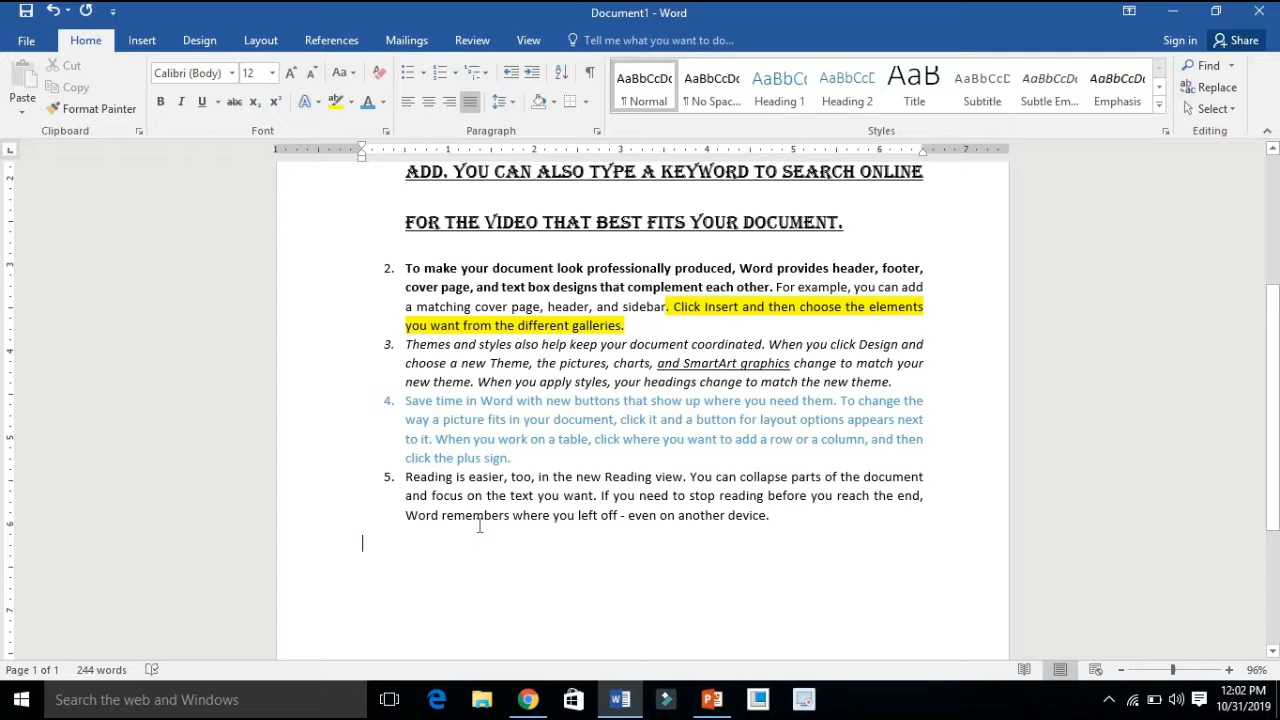 Document1 - Word
File Home Insert Design Layout References Mailings Review View Tell me what you want to do... Sign in Share
Paste Cut Copy Format Painter
Calibri (Body) 12
Clipboard Font Paragraph Styles Editing
AaBbCcDc AaBbCcDc AaBbCc AaBbCcDc AaB AaBbCcDc AaBbCcDc AaBbCcDc
¶ Normal ¶ No Spac... Heading 1 Heading 2 Title Subtitle Subtle Em... Emphasis
Find Replace Select
1 1 2 3 4 5 6 7
ADD. YOU CAN ALSO TYPE A KEYWORD TO SEARCH ONLINE
FOR THE VIDEO THAT BEST FITS YOUR DOCUMENT.
2. To make your document look professionally produced, Word provides header, footer,
cover page, and text box designs that complement each other. For example, you can add
a matching cover page, header, and sidebar. Click Insert and then choose the elements
you want from the different galleries.
3. Themes and styles also help keep your document coordinated. When you click Design and
choose a new Theme, the pictures, charts, and SmartArt graphics change to match your
new theme. When you apply styles, your headings change to match the new theme.
4. Save time in Word with new buttons that show up where you need them. To change the
way a picture fits in your document, click it and a button for layout options appears next
to it. When you work on a table, click where you want to add a row or a column, and then
click the plus sign.
5. Reading is easier, too, in the new Reading view. You can collapse parts of the document
and focus on the text you want. If you need to stop reading before you reach the end,
Word remembers where you left off - even on another device.
Page 1 of 1 244 words 96%
Search the web and Windows
12:02 PM
10/31/2019